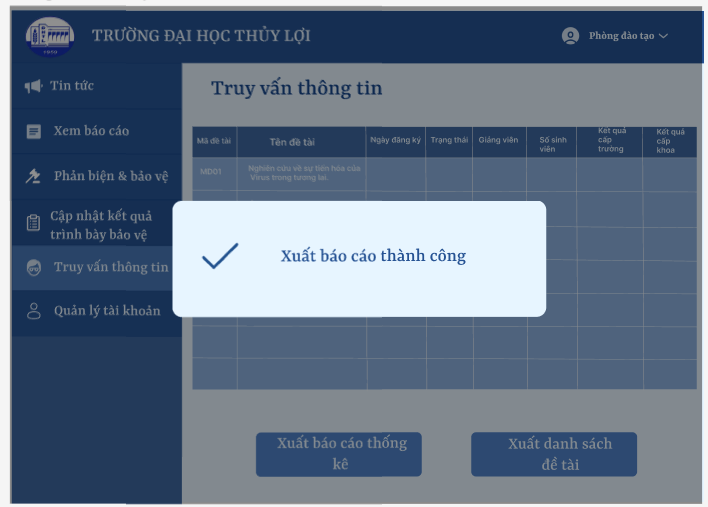 1959
TRƯỜNG ĐẠI HỌC THỦY LỢI
Phòng đào tạo
Tin tức
Xem báo cáo
Phản biện & bảo vệ
Cập nhật kết quả
trình bày bảo vệ
Truy vấn thông tin
Quản lý tài khoản
Truy vấn thông tin
Mã đề tài
Tên đề tài
Ngày đăng ký
Trạng thái
Giảng viên
Số sinh
viên
Kết quả
cấp
trường
Kết quả
cấp
khoa
MD01
Nghiên cứu về sự tiến hóa của
Virus trong tương lai.
Xuất báo cáo thành công
Xuất báo cáo thống
kê
Xuất danh sách
đề tài